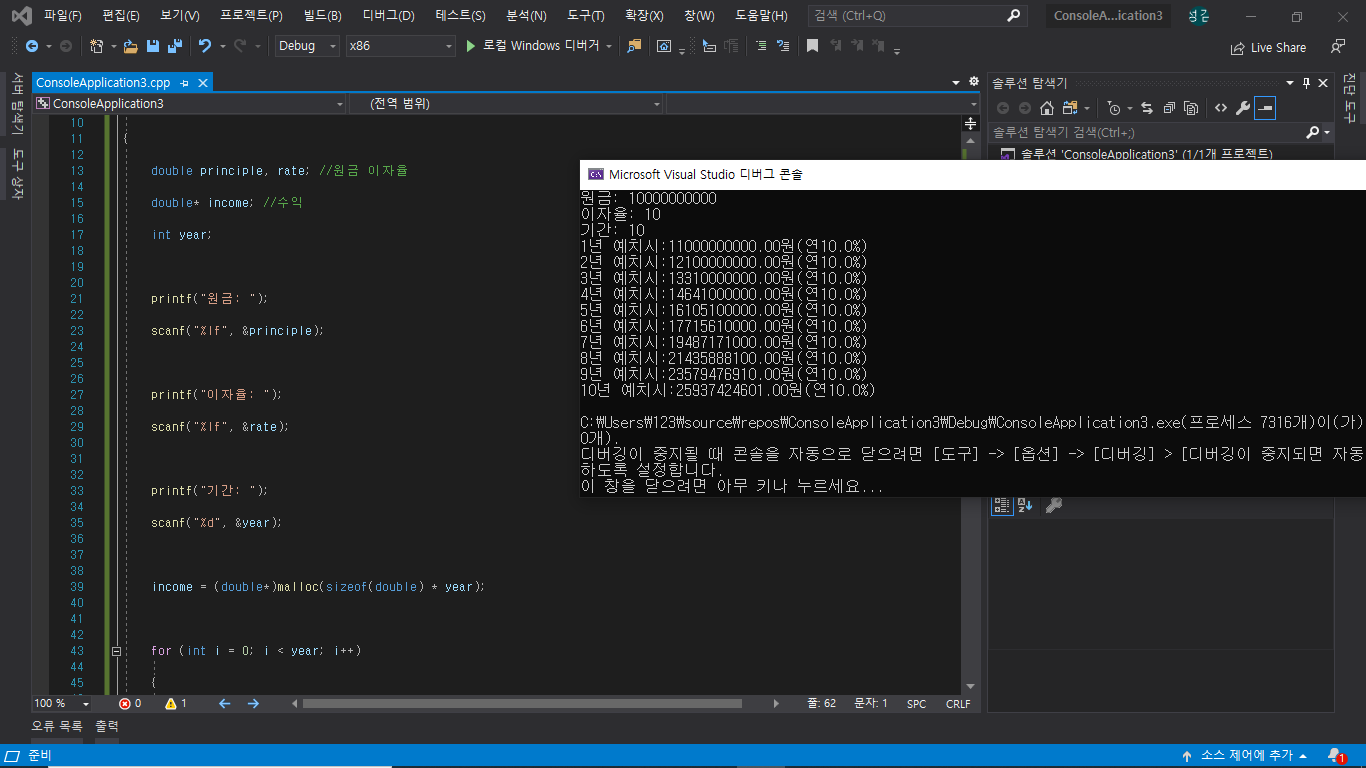 파일(F) 편집(E) 보기(V) 프로젝트(P) 빌드(B) 디버그(D) 테스트(S) 분석(N) 도구(T) 확장(X) 창(W) 도움말(H) 검색 (Ctrl+Q) ConsoleA...ication3 성근
Debug x86 로컬 Windows 디버거 Live Share
서버 탐색기
도구 상자
ConsoleApplication3.cpp
ConsoleApplication3 (전역 범위)
10
11 {
12
13 double principle, rate; //원금 이자율
14
15 double* income; //수익
16
17 int year;
18
19
20
21 printf("원금: ");
22
23 scanf("%lf", &principle);
24
25
26
27 printf("이자율: ");
28
29 scanf("%lf", &rate);
30
31
32
33 printf("기간: ");
34
35 scanf("%d", &year);
36
37
38
39 income = (double*)malloc(sizeof(double) * year);
40
41
42
43 for (int i = 0; i < year; i++)
44
45 {
100 % 0 1 줄: 62 문자: 1 SPC CRLF
솔루션 탐색기
솔루션 탐색기 검색(Ctrl+;)
솔루션 'ConsoleApplication3' (1/1개 프로젝트)
진단 도구
Microsoft Visual Studio 디버그 콘솔
원금: 10000000000
이자율: 10
기간: 10
1년 예치시:11000000000.00원(연10.0%)
2년 예치시:12100000000.00원(연10.0%)
3년 예치시:13310000000.00원(연10.0%)
4년 예치시:14641000000.00원(연10.0%)
5년 예치시:16105100000.00원(연10.0%)
6년 예치시:17715610000.00원(연10.0%)
7년 예치시:19487171000.00원(연10.0%)
8년 예치시:21435888100.00원(연10.0%)
9년 예치시:23579476910.00원(연10.0%)
10년 예치시:25937424601.00원(연10.0%)
C:₩Users₩123₩source₩repos₩ConsoleApplication3₩Debug₩ConsoleApplication3.exe(프로세스 7316개)이(가)
0개).
디버깅이 중지될 때 콘솔을 자동으로 닫으려면 [도구] -> [옵션] -> [디버깅] > [디버깅이 중지되면 자동
하도록 설정합니다.
이 창을 닫으려면 아무 키나 누르세요...
오류 목록 출력
준비 소스 제어에 추가 1